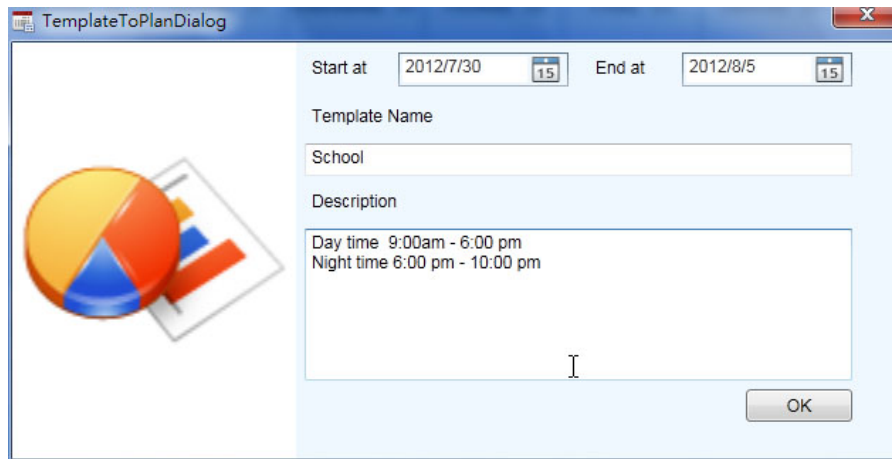 TemplateToPlanDialog
Start at 2012/7/30 15 End at 2012/8/5 15
Template Name
School
Description
Day time  9:00am - 6:00 pm
Night time 6:00 pm - 10:00 pm
OK